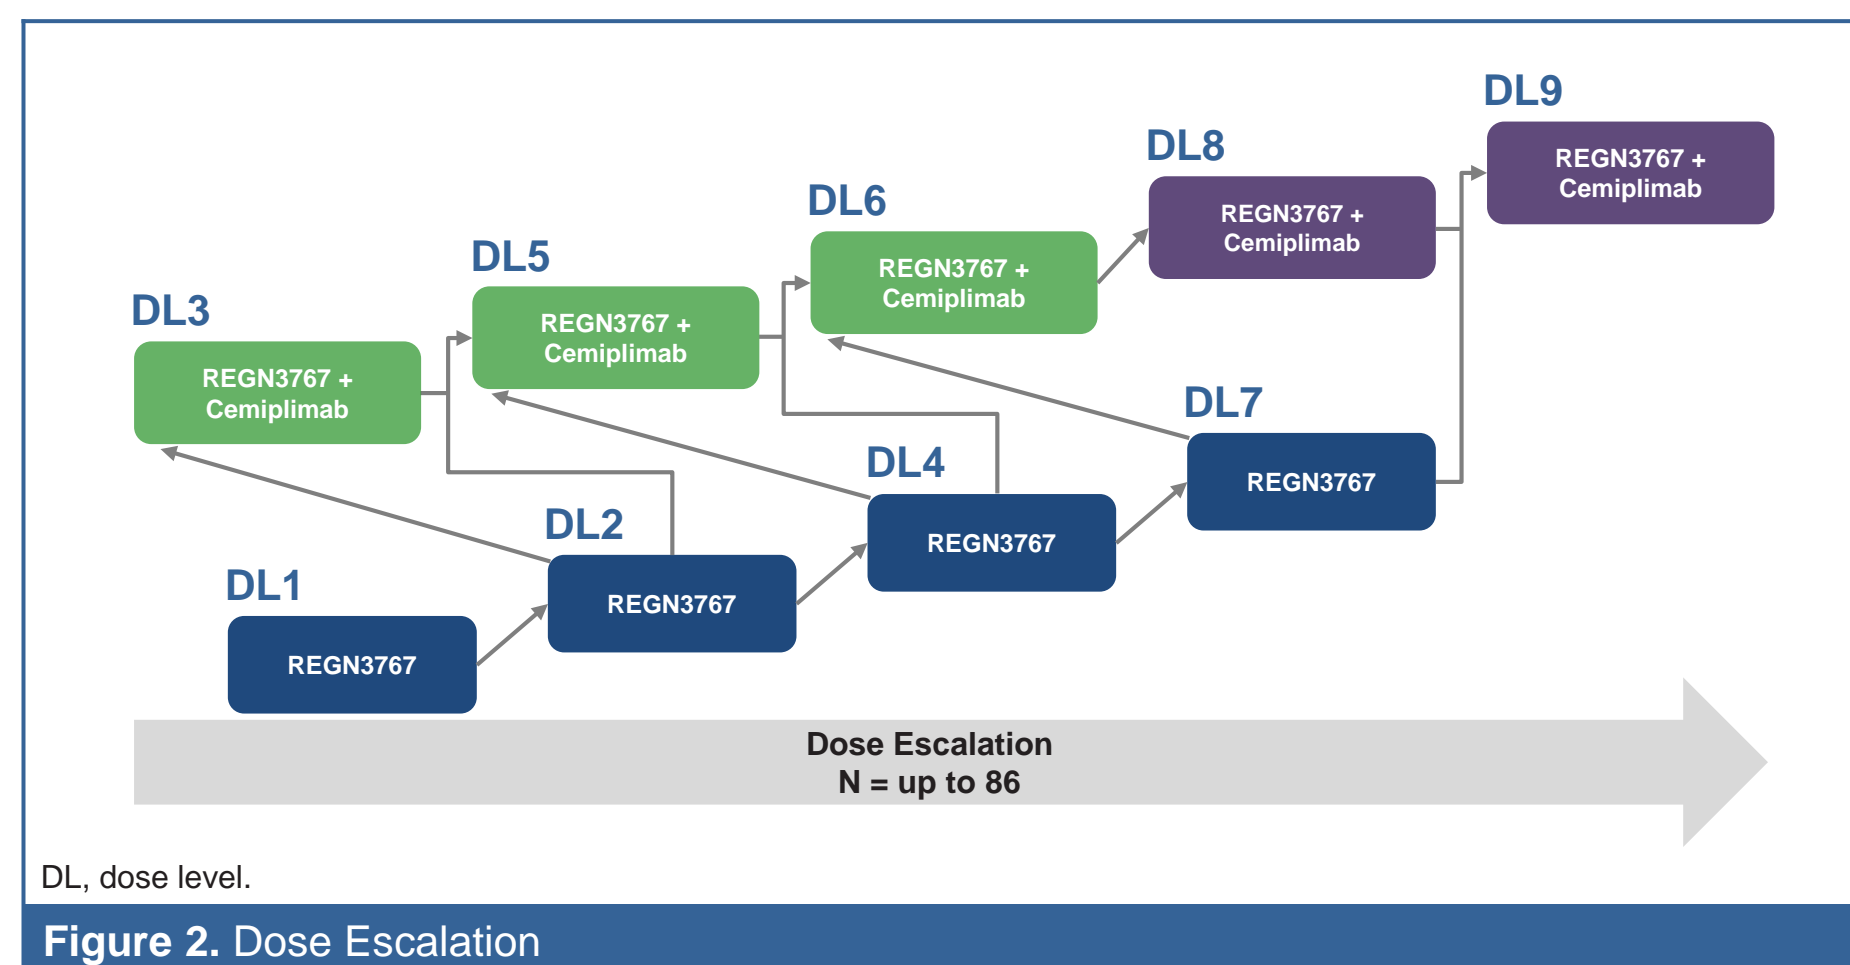 DL9
REGN3767 +
Cemiplimab
DL8
REGN3767 +
Cemiplimab
DL6
REGN3767 +
Cemiplimab
DL5
REGN3767 +
Cemiplimab
DL3
REGN3767 +
Cemiplimab
DL7
REGN3767
DL4
REGN3767
DL2
REGN3767
DL1
REGN3767
Dose Escalation
N = up to 86
DL, dose level.
Figure 2. Dose Escalation